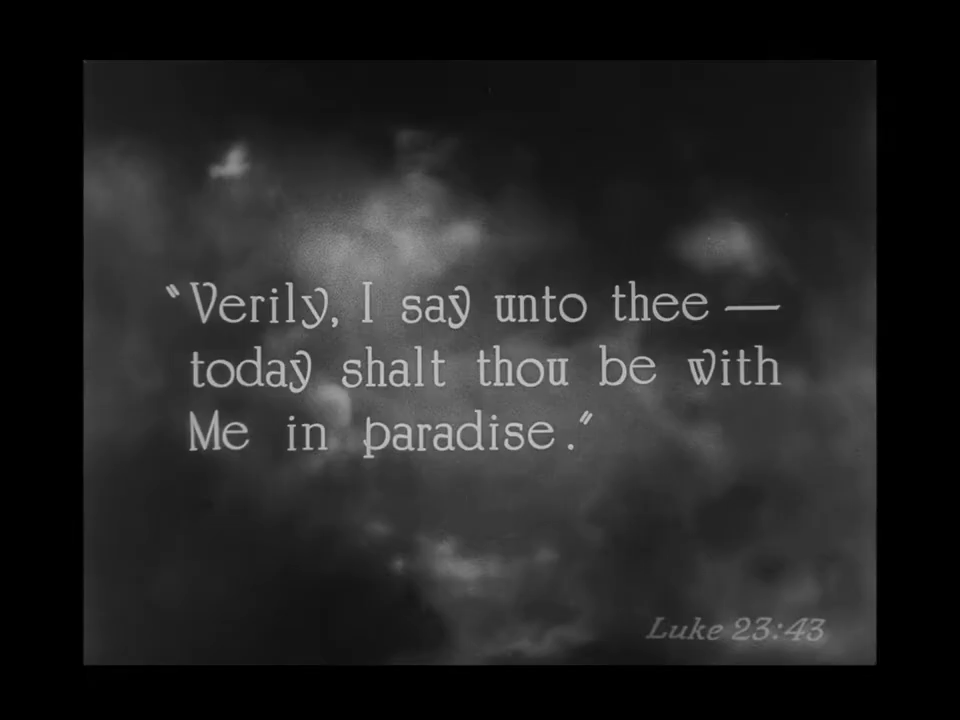 "Verily, I say unto thee —
today shalt thou be with
Me in paradise."
Luke 23:43